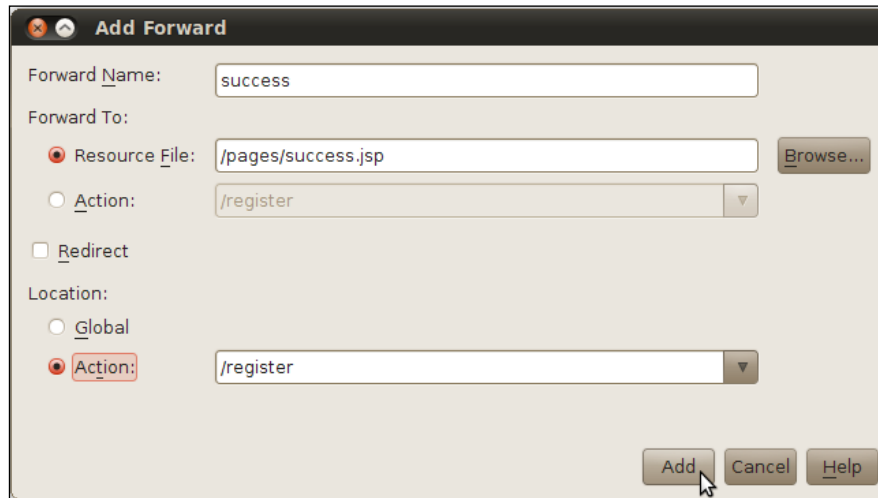 Add Forward
Forward Name: success
Forward To:
Resource File: /pages/success.jsp Browse...
Action: /register
Redirect
Location:
Global
Action: /register
Add Cancel Help